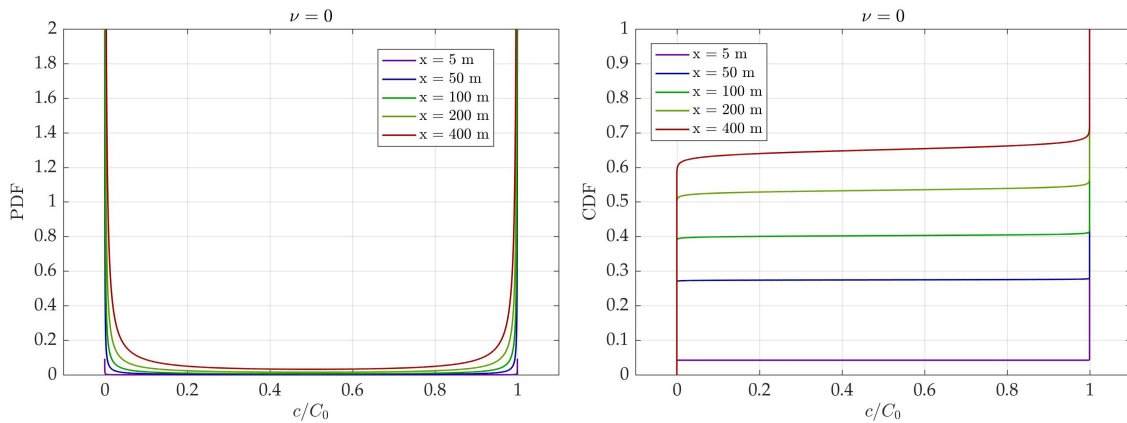 ν = 0
PDF
2
1.8
1.6
1.4
1.2
1
0.8
0.6
0.4
0.2
0
x = 5 m
x = 50 m
x = 100 m
x = 200 m
x = 400 m
0 0.2 0.4 0.6 0.8 1
c/C₀
ν = 0
CDF
1
0.9
0.8
0.7
0.6
0.5
0.4
0.3
0.2
0.1
0
x = 5 m
x = 50 m
x = 100 m
x = 200 m
x = 400 m
0 0.2 0.4 0.6 0.8 1
c/C₀